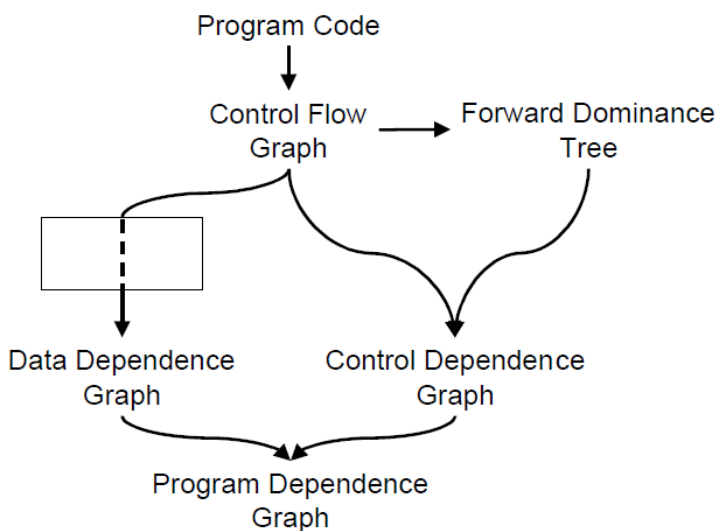 Program Code
Control Flow
Graph
Forward Dominance
Tree
Data Dependence
Graph
Control Dependence
Graph
Program Dependence
Graph